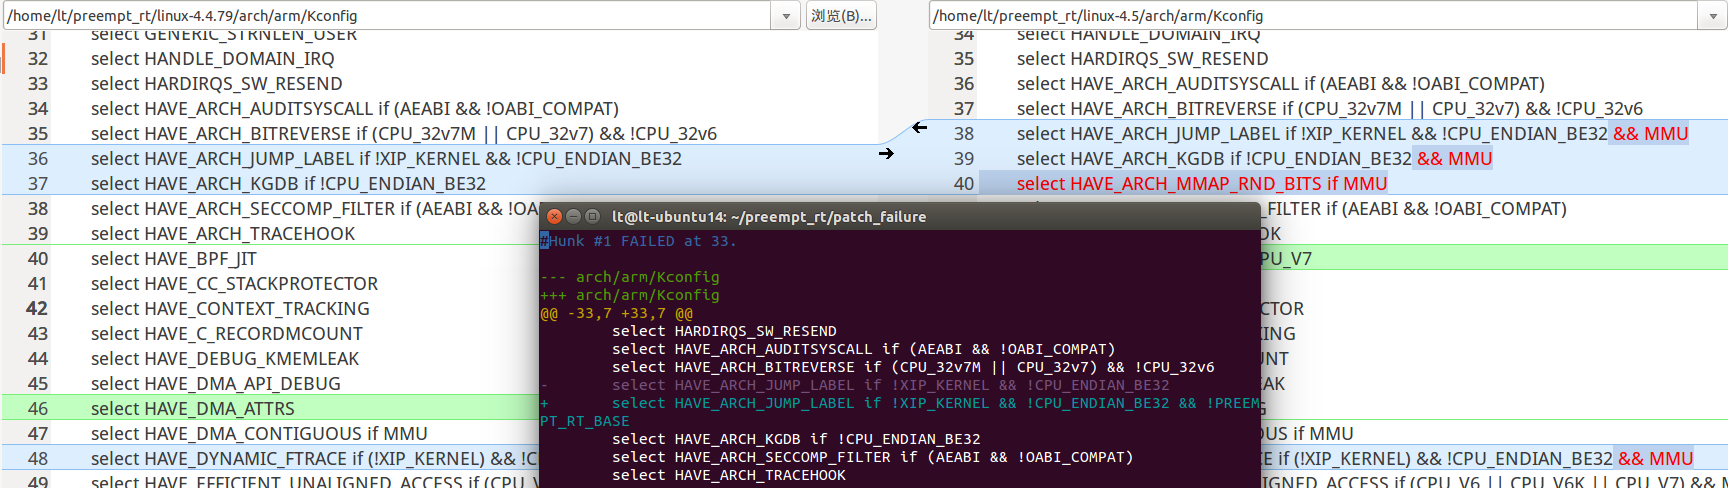 /home/lt/preempt_rt/linux-4.4.79/arch/arm/Kconfig
浏览(B)...
31 select GENERIC_STRNLEN_USER
32 select HANDLE_DOMAIN_IRQ
33 select HARDIRQS_SW_RESEND
34 select HAVE_ARCH_AUDITSYSCALL if (AEABI && !OABI_COMPAT)
35 select HAVE_ARCH_BITREVERSE if (CPU_32v7M || CPU_32v7) && !CPU_32v6
36 select HAVE_ARCH_JUMP_LABEL if !XIP_KERNEL && !CPU_ENDIAN_BE32
37 select HAVE_ARCH_KGDB if !CPU_ENDIAN_BE32
38 select HAVE_ARCH_SECCOMP_FILTER if (AEABI && !OA
39 select HAVE_ARCH_TRACEHOOK
40 select HAVE_BPF_JIT
41 select HAVE_CC_STACKPROTECTOR
42 select HAVE_CONTEXT_TRACKING
43 select HAVE_C_RECORDMCOUNT
44 select HAVE_DEBUG_KMEMLEAK
45 select HAVE_DMA_API_DEBUG
46 select HAVE_DMA_ATTRS
47 select HAVE_DMA_CONTIGUOUS if MMU
48 select HAVE_DYNAMIC_FTRACE if (!XIP_KERNEL) && !C
49 select HAVE_EFFICIENT_UNALIGNED_ACCESS if (CPU_
/home/lt/preempt_rt/linux-4.5/arch/arm/Kconfig
34 select HANDLE_DOMAIN_IRQ
35 select HARDIRQS_SW_RESEND
36 select HAVE_ARCH_AUDITSYSCALL if (AEABI && !OABI_COMPAT)
37 select HAVE_ARCH_BITREVERSE if (CPU_32v7M || CPU_32v7) && !CPU_32v6
38 select HAVE_ARCH_JUMP_LABEL if !XIP_KERNEL && !CPU_ENDIAN_BE32 && MMU
39 select HAVE_ARCH_KGDB if !CPU_ENDIAN_BE32 && MMU
40 select HAVE_ARCH_MMAP_RND_BITS if MMU
_FILTER if (AEABI && !OABI_COMPAT)
OK
PU_V7
CTOR
KING
UNT
EAK
G
OUS if MMU
E if (!XIP_KERNEL) && !CPU_ENDIAN_BE32 && MMU
IGNED_ACCESS if (CPU_V6 || CPU_V6K || CPU_V7) && M
lt@lt-ubuntu14: ~/preempt_rt/patch_failure
#Hunk #1 FAILED at 33.
--- arch/arm/Kconfig
+++ arch/arm/Kconfig
@@ -33,7 +33,7 @@
select HARDIRQS_SW_RESEND
select HAVE_ARCH_AUDITSYSCALL if (AEABI && !OABI_COMPAT)
select HAVE_ARCH_BITREVERSE if (CPU_32v7M || CPU_32v7) && !CPU_32v6
- select HAVE_ARCH_JUMP_LABEL if !XIP_KERNEL && !CPU_ENDIAN_BE32
+ select HAVE_ARCH_JUMP_LABEL if !XIP_KERNEL && !CPU_ENDIAN_BE32 && !PREEM
PT_RT_BASE
select HAVE_ARCH_KGDB if !CPU_ENDIAN_BE32
select HAVE_ARCH_SECCOMP_FILTER if (AEABI && !OABI_COMPAT)
select HAVE_ARCH_TRACEHOOK